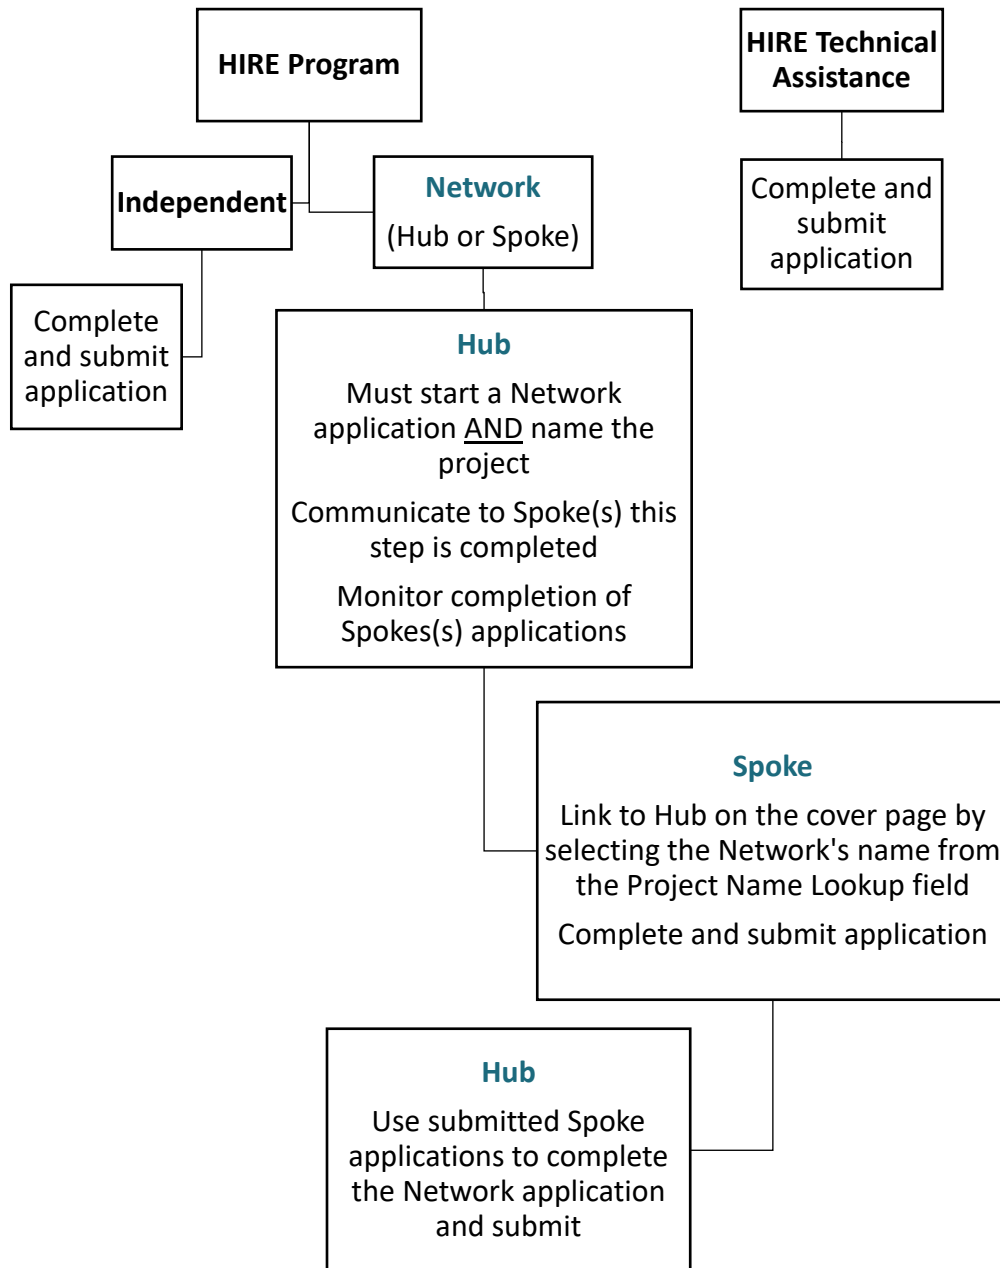 HIRE Program
HIRE Technical
Assistance
Independent
Network
(Hub or Spoke)
Complete and
submit
application
Complete
and submit
application
Hub
Must start a Network
application AND name the
project
Communicate to Spoke(s) this
step is completed
Monitor completion of
Spokes(s) applications
Spoke
Link to Hub on the cover page by
selecting the Network's name from
the Project Name Lookup field
Complete and submit application
Hub
Use submitted Spoke
applications to complete
the Network application
and submit